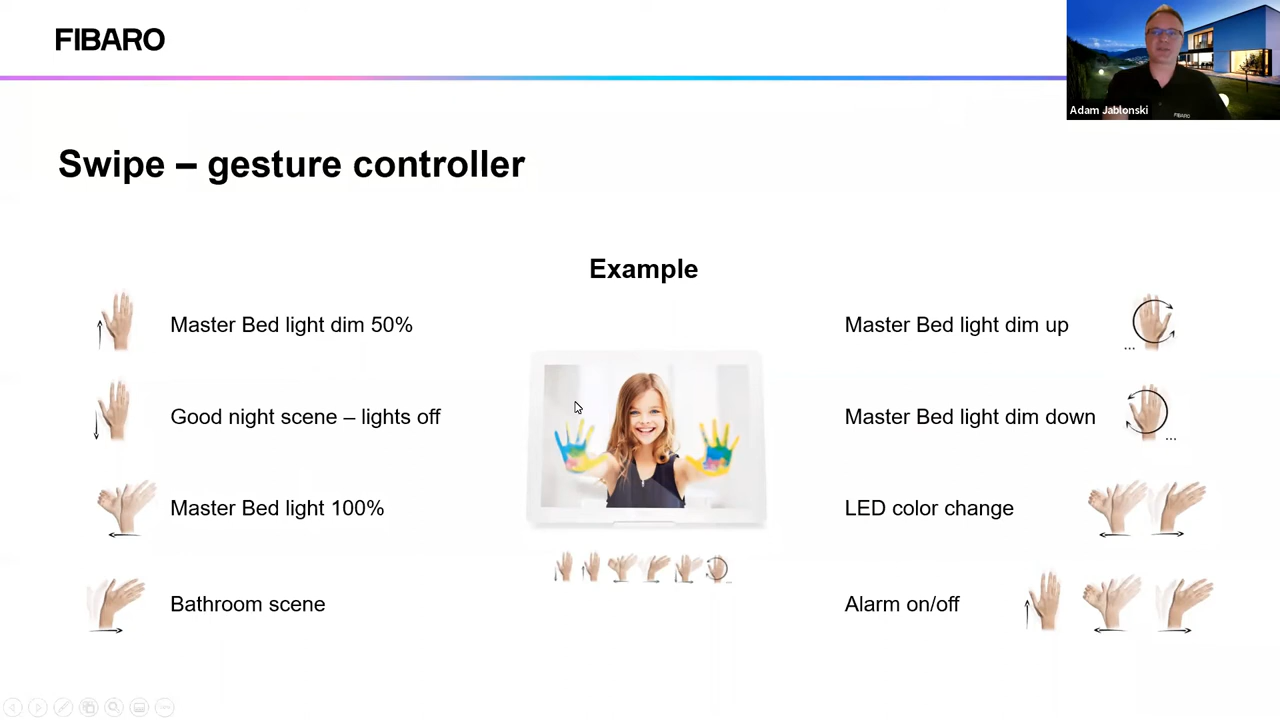 FIBARO
Adam Jablonski
FIBARO
Swipe – gesture controller
Example
Master Bed light dim 50%
Good night scene – lights off
Master Bed light 100%
Bathroom scene
Master Bed light dim up
...
Master Bed light dim down
...
LED color change
Alarm on/off